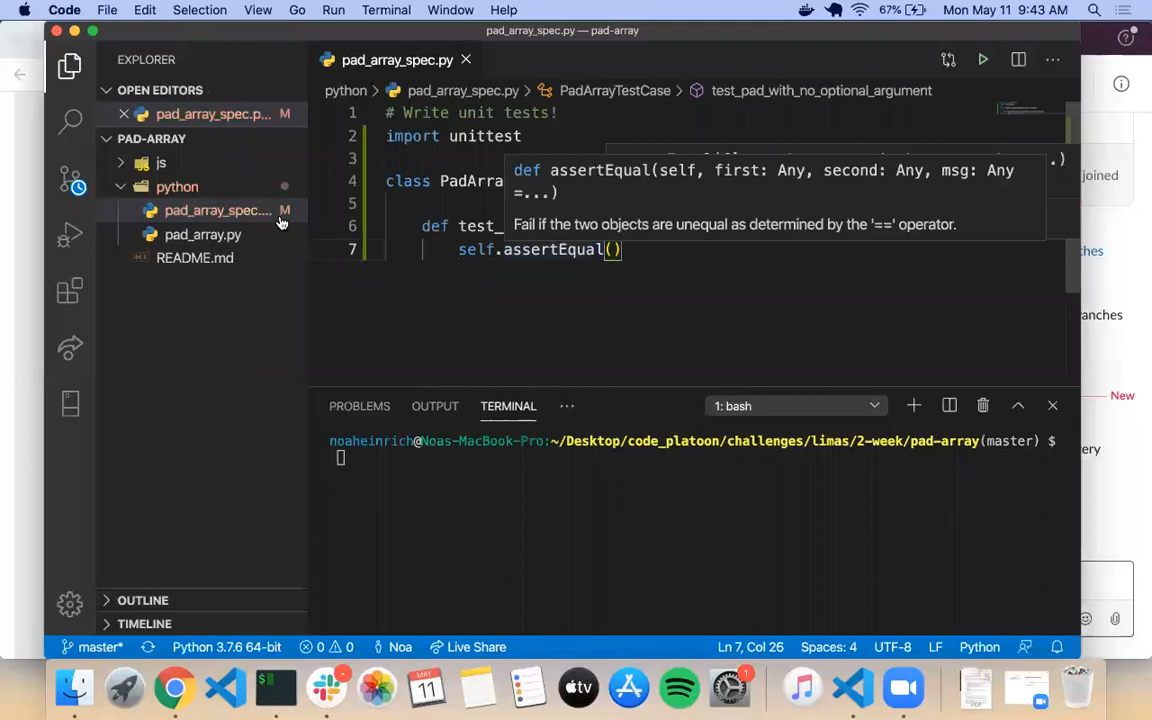 Code File Edit Selection View Go Run Terminal Window Help 67% Mon May 11 9:43 AM
pad_array_spec.py — pad-array
EXPLORER
pad_array_spec.py
OPEN EDITORS
python > pad_array_spec.py > PadArrayTestCase > test_pad_with_no_optional_argument
pad_array_spec.p... M
PAD-ARRAY
js
python
pad_array_spec.... M
pad_array.py
README.md
1 # Write unit tests!
2 import unittest
3
4 class PadArra
5
6 def test_
7 self.assertEqual()
def assertEqual(self, first: Any, second: Any, msg: Any
=...)
Fail if the two objects are unequal as determined by the '==' operator.
joined
ches
anches
New
ery
PROBLEMS OUTPUT TERMINAL 1: bash
noaheinrich@Noas-MacBook-Pro:~/Desktop/code_platoon/challenges/limas/2-week/pad-array(master) $
OUTLINE
TIMELINE
master* Python 3.7.6 64-bit 0 0 Noa Live Share Ln 7, Col 26 Spaces: 4 UTF-8 LF Python
MAY
11
tv
1